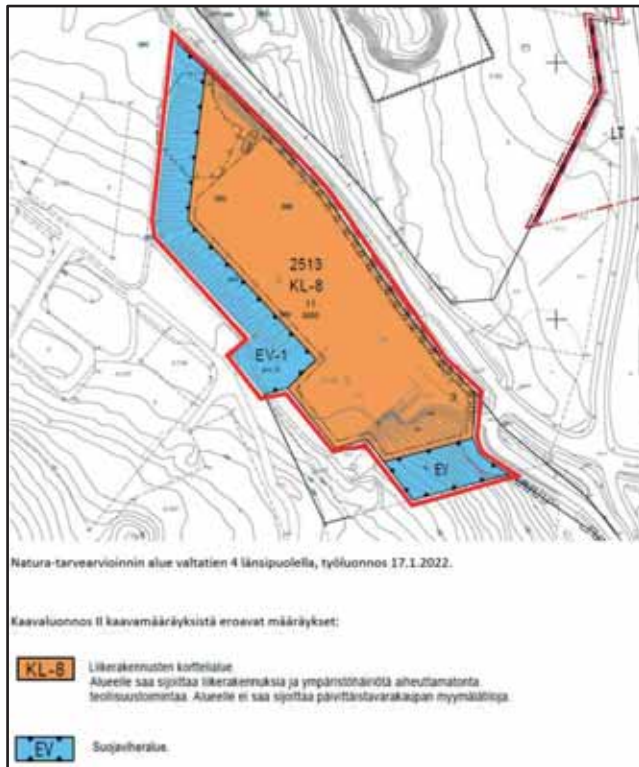 LT
2513
KL-8
11
EV-1
EV
Natura-tarvearvioinnin alue valtatien 4 länsipuolella, työluonnos 17.1.2022.
Kaavaluonnos II kaavamääräyksistä eroavat määräykset:
KL-8 Liikerakennusten korttelialue
Alueelle saa sijoittaa liikerakennuksia ja ympäristöhäiriötä aiheuttamatonta
teollisuustoimintaa. Alueelle ei saa sijoittaa päivittäistavarakaupan myymälätiloja.
EV Suojaviheralue.